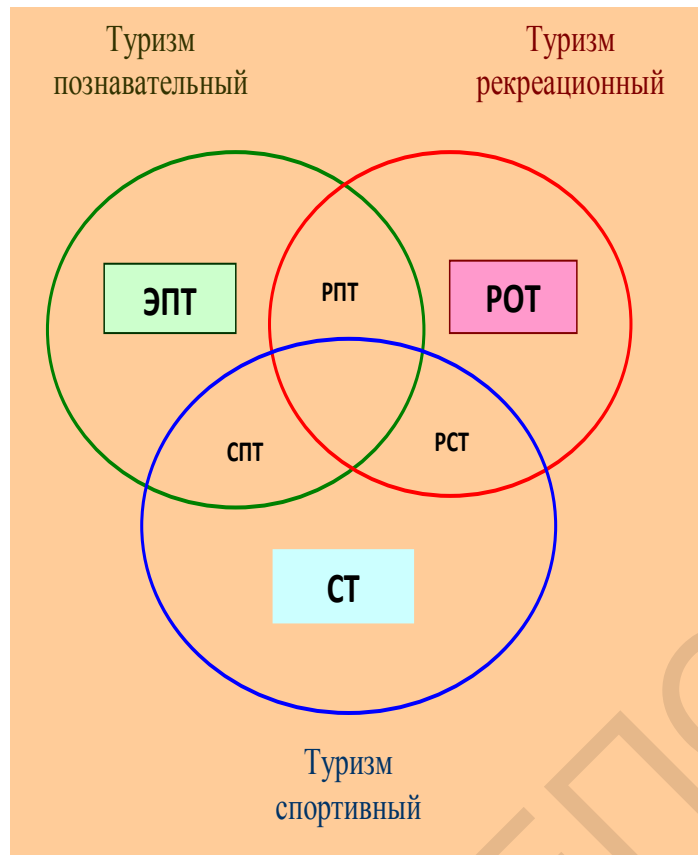 Туризм
познавательный
Туризм
рекреационный
ЭПТ
РПТ
РОТ
СПТ
РСТ
СТ
Туризм
спортивный